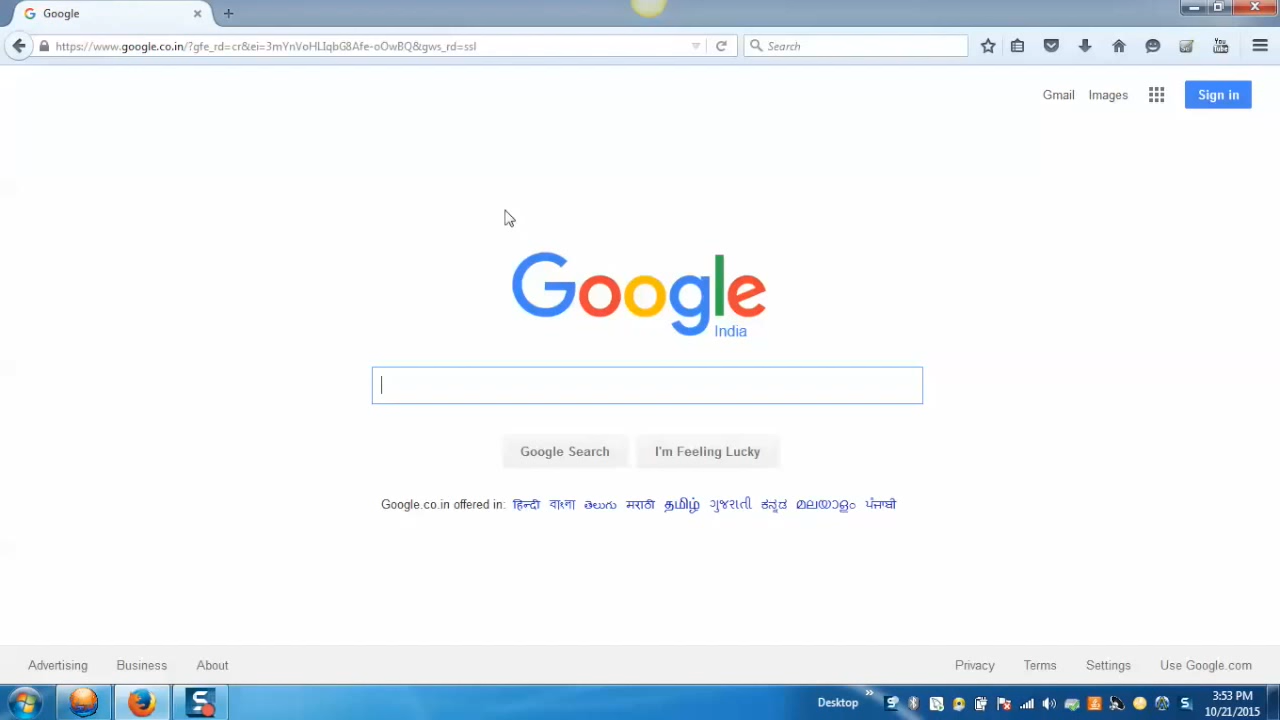 Google
https://www.google.co.in/?gfe_rd=cr&ei=3mYnVoHLIqbG8Afe-oOwBQ&gws_rd=ssl
Search
You Tube
Gmail Images Sign in
Google
India
Google Search I'm Feeling Lucky
Google.co.in offered in: हिन्दी বাংলা తెలుగు मराठी தமிழ் ગુજરાતી ಕನ್ನಡ മലയാളം ਪੰਜਾਬੀ
Advertising Business About Privacy Terms Settings Use Google.com
Desktop 3:53 PM
10/21/2015